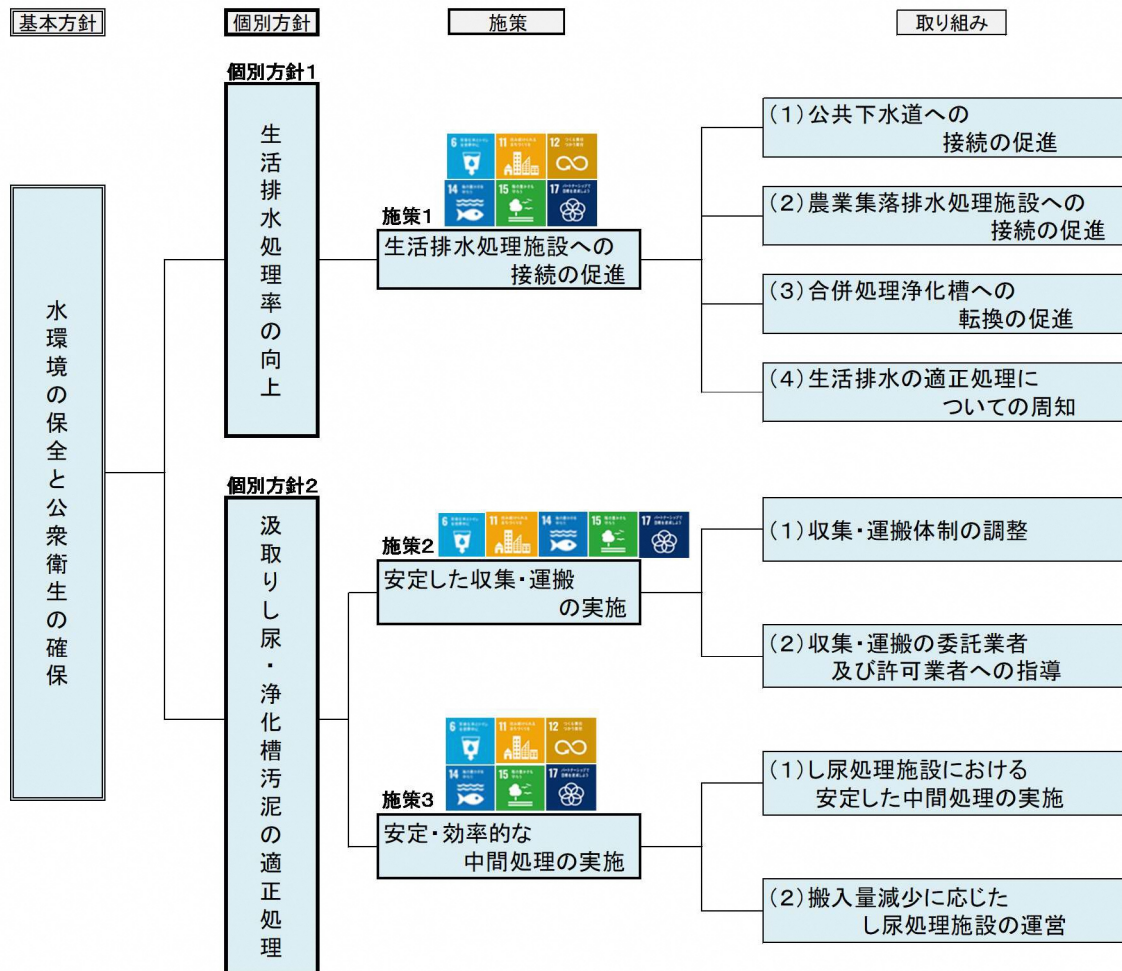 基本方針
個別方針
施策
取り組み
水環境の保全と公衆衛生の確保
個別方針1
生活排水処理率の向上
6
11
12
14
15
17
施策1
生活排水処理施設への
接続の促進
(1)公共下水道への
接続の促進
(2)農業集落排水処理施設への
接続の促進
(3)合併処理浄化槽への
転換の促進
(4)生活排水の適正処理に
ついての周知
個別方針2
汲取りし尿・浄化槽汚泥の適正処理
施策2
6
11
14
15
17
安定した収集・運搬
の実施
(1)収集・運搬体制の調整
(2)収集・運搬の委託業者
及び許可業者への指導
6
11
12
14
15
17
施策3
安定・効率的な
中間処理の実施
(1)し尿処理施設における
安定した中間処理の実施
(2)搬入量減少に応じた
し尿処理施設の運営